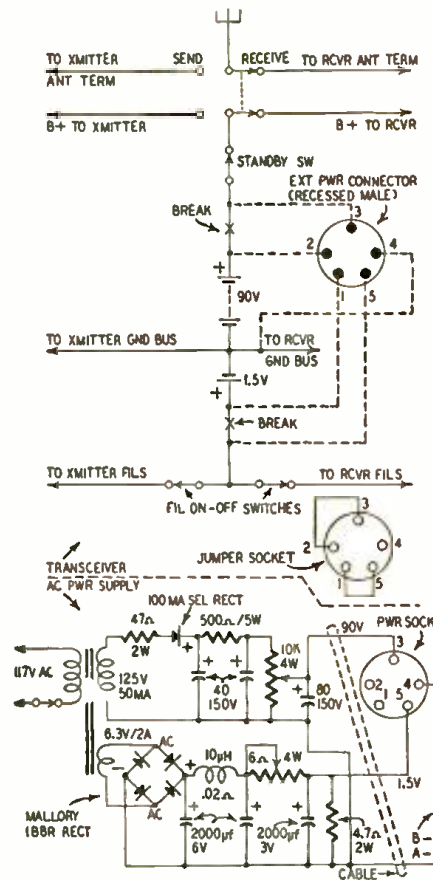 TO XMITTER SEND RECEIVE TO RCVR ANT TERM
ANT TERM
B+ TO XMITTER B+ TO RCVR
STANDBY SW
EXT PWR CONNECTOR
(RECESSED MALE)
3
BREAK
2 4
+
90V
1 5
TO XMITTER GND BUS TO RCVR
GND BUS
1.5V
+
BREAK
TO XMITTER FILS TO RCVR FILS
FIL ON-OFF SWITCHES
3
2 4
JUMPER SOCKET
1 5
TRANSCEIVER
AC PWR SUPPLY
100 MA SEL RECT
47Ω 500Ω/5W 90V PWR SOCK
2W + 10K 3
4W
117V AC 125V + + + 2 5 4
50MA 40 80 1
150V 150V
6.3V/2A AC 10μH 6Ω 4W 1.5V
- + .02Ω
MALLORY + + + 4.7Ω
1BBR RECT AC 2000μf 2000μf 2W
6V 3V B-
A-
CABLE